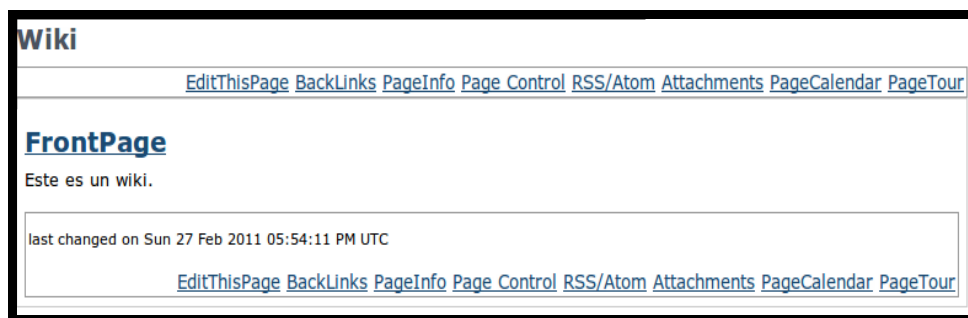 Wiki
EditThisPage BackLinks PageInfo Page Control RSS/Atom Attachments PageCalendar PageTour
FrontPage
Este es un wiki.
last changed on Sun 27 Feb 2011 05:54:11 PM UTC
EditThisPage BackLinks PageInfo Page Control RSS/Atom Attachments PageCalendar PageTour